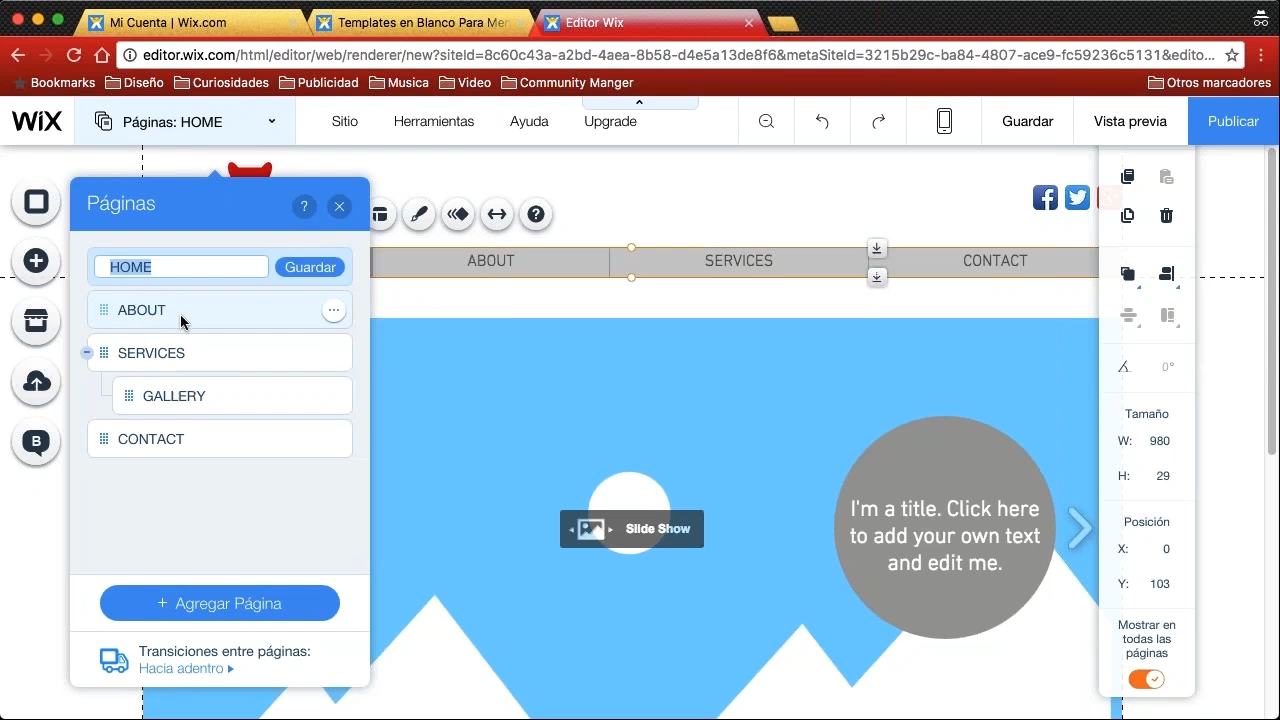 Mi Cuenta | Wix.com
Templates en Blanco Para Mer
Editor Wix
editor.wix.com/html/editor/web/renderer/new?siteId=8c60c43a-a2bd-4aea-8b58-d4e5a13de8f6&metaSiteId=3215b29c-ba84-4807-ace9-fc59236c5131&edito...
Bookmarks
Diseño
Curiosidades
Publicidad
Musica
Video
Community Manger
Otros marcadores
WiX
Páginas: HOME
Sitio
Herramientas
Ayuda
Upgrade
Guardar
Vista previa
Publicar
Páginas
?
HOME
Guardar
ABOUT
SERVICES
GALLERY
CONTACT
+ Agregar Página
Transiciones entre páginas:
Hacia adentro
B
?
ABOUT
SERVICES
CONTACT
Slide Show
I'm a title. Click here
to add your own text
and edit me.
0°
Tamaño
W: 980
H: 29
Posición
X: 0
Y: 103
Mostrar en
todas las
páginas